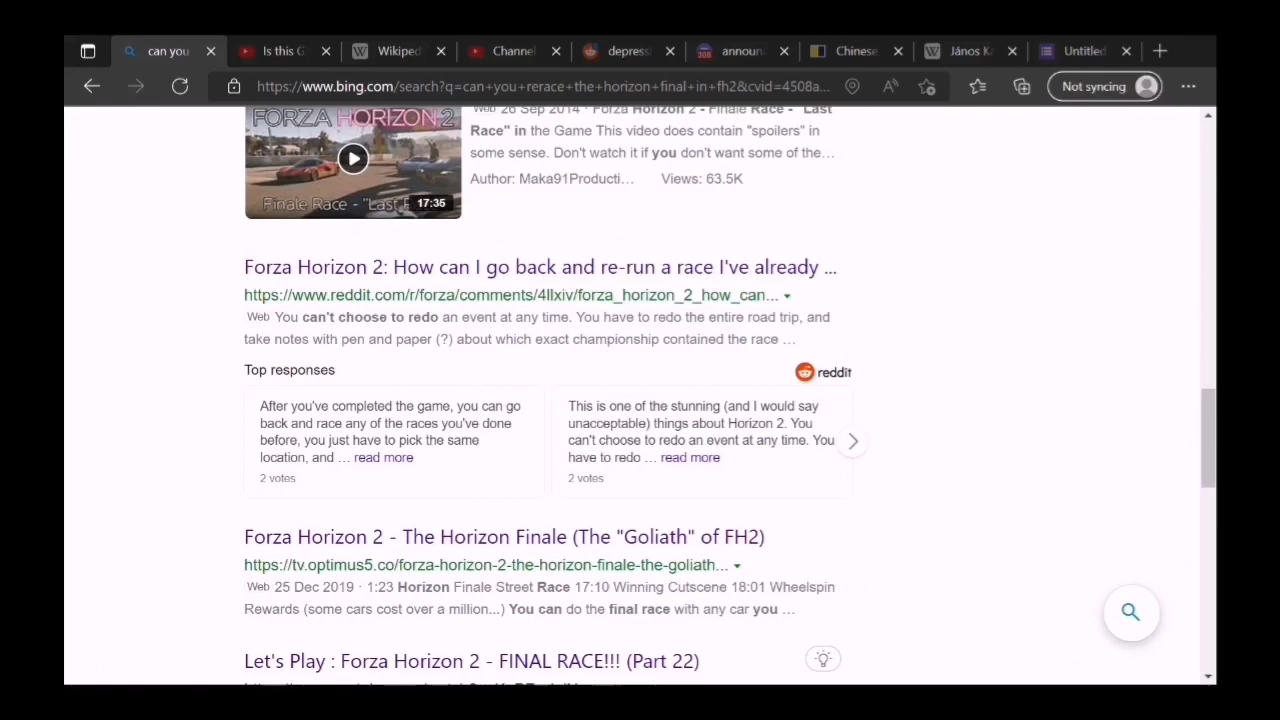 can you
Is this G
Wikiped
Channel
depress
announ
Chinese
János Ka
Untitled
https://www.bing.com/search?q=can+you+rerace+the+horizon+final+in+fh2&cvid=4508a...
Not syncing
FORZA HORIZON 2
Finale Race - "Last
17:35
Web 26 Sep 2014 · Forza Horizon 2 - Finale Race - "Last
Race" in the Game This video does contain "spoilers" in
some sense. Don't watch it if you don't want some of the…
Author: Maka91Producti… Views: 63.5K
Forza Horizon 2: How can I go back and re-run a race I've already ...
https://www.reddit.com/r/forza/comments/4llxiv/forza_horizon_2_how_can...
Web You can't choose to redo an event at any time. You have to redo the entire road trip, and
take notes with pen and paper (?) about which exact championship contained the race …
Top responses
reddit
After you've completed the game, you can go
back and race any of the races you've done
before, you just have to pick the same
location, and … read more
2 votes
This is one of the stunning (and I would say
unacceptable) things about Horizon 2. You
can't choose to redo an event at any time. You
have to redo … read more
2 votes
Forza Horizon 2 - The Horizon Finale (The "Goliath" of FH2)
https://tv.optimus5.co/forza-horizon-2-the-horizon-finale-the-goliath...
Web 25 Dec 2019 · 1:23 Horizon Finale Street Race 17:10 Winning Cutscene 18:01 Wheelspin
Rewards (some cars cost over a million...) You can do the final race with any car you …
Let's Play : Forza Horizon 2 - FINAL RACE!!! (Part 22)